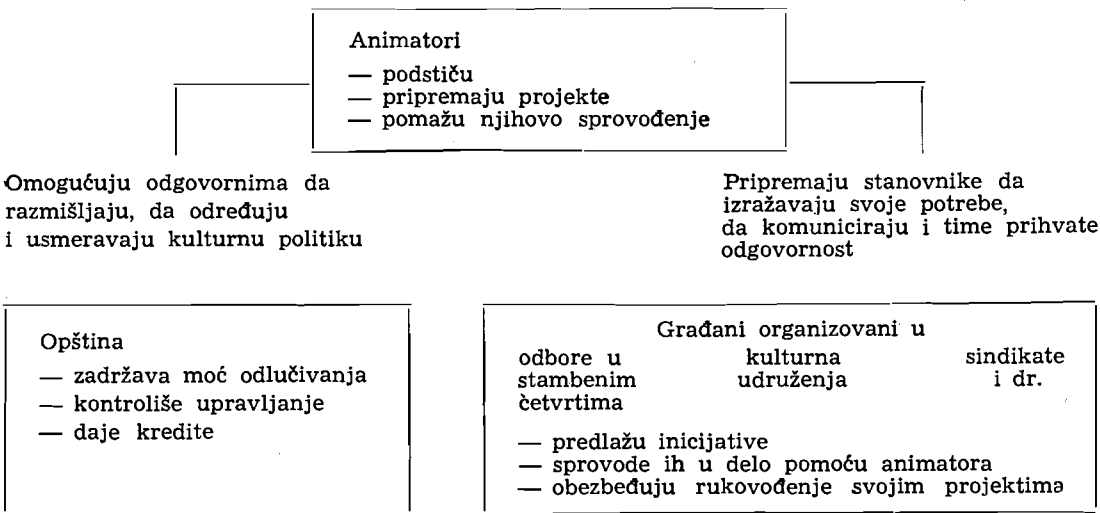 Animatori
— podstiču
— pripremaju projekte
— pomažu njihovo sprovođenje
Omogućuju odgovornima da
razmišljaju, da određuju
i usmeravaju kulturnu politiku
Pripremaju stanovnike da
izražavaju svoje potrebe,
da komuniciraju i time prihvate
odgovornost
Opština
— zadržava moć odlučivanja
— kontroliše upravljanje
— daje kredite
Građani organizovani u
odbore u
stambenim
četvrtima
kulturna
udruženja
sindikate
i dr.
— predlažu inicijative
— sprovode ih u delo pomoću animatora
— obezbeđuju rukovođenje svojim projektima